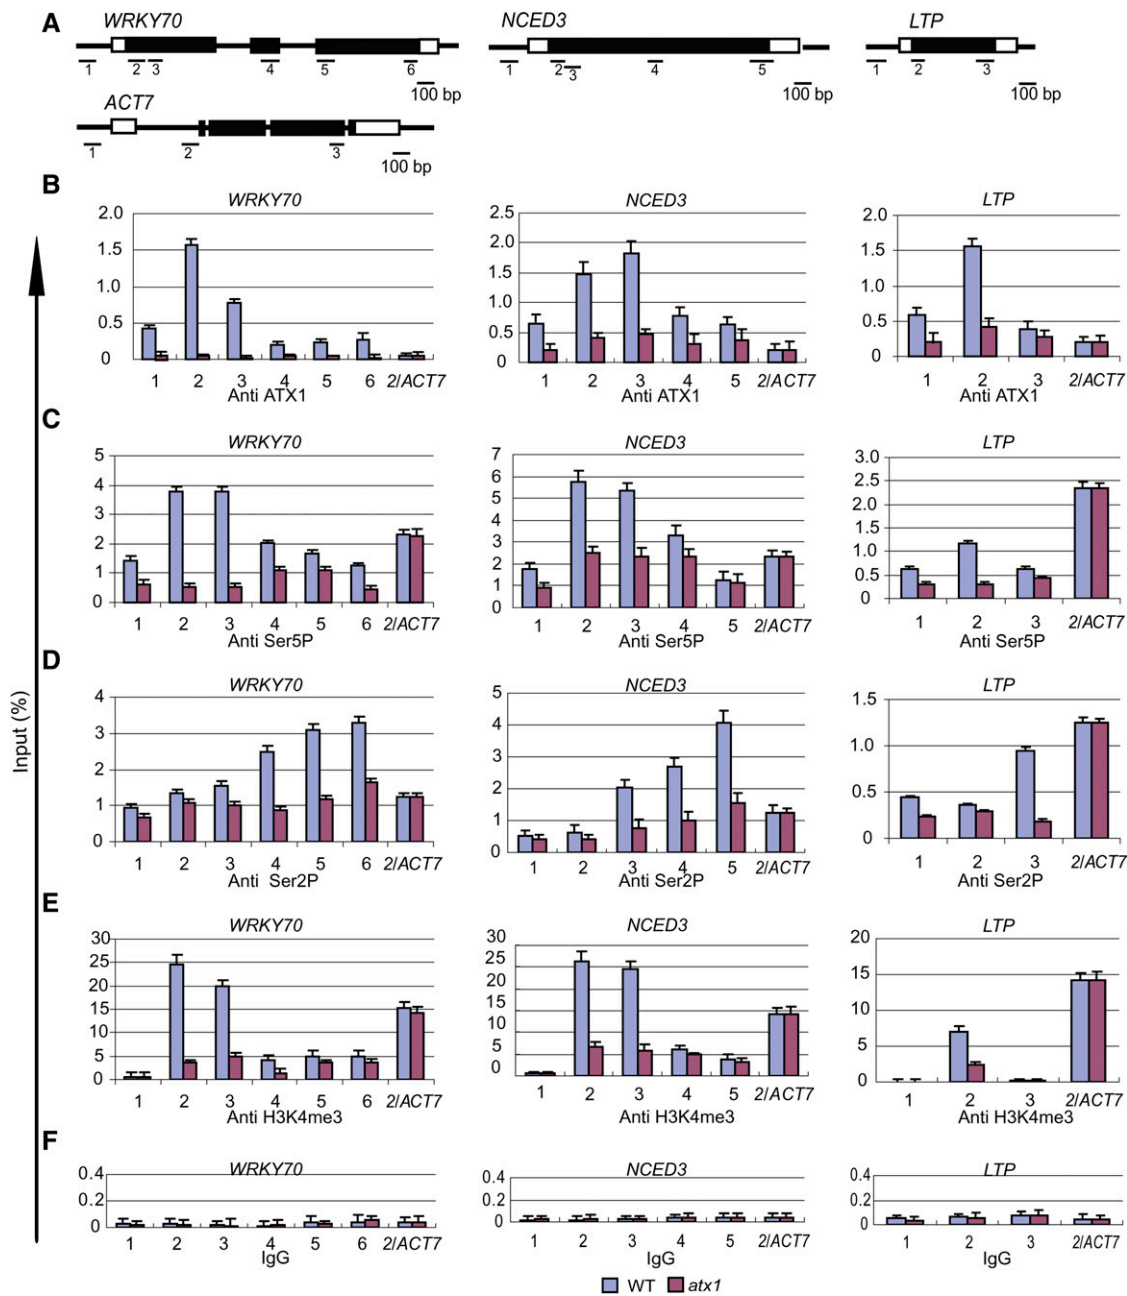 A
WRKY70
NCED3
LTP
1 2 3 4 5 6
100 bp
1 2 3 4 5
100 bp
1 2 3
100 bp
ACT7
1 2 3
100 bp
Input (%)
B
WRKY70
2.0
1.5
1.0
0.5
0
1 2 3 4 5 6 2/ACT7
Anti ATX1
NCED3
2.5
2.0
1.5
1.0
0.5
0
1 2 3 4 5 2/ACT7
Anti ATX1
LTP
2.0
1.5
1.0
0.5
0
1 2 3 2/ACT7
Anti ATX1
C
WRKY70
5
4
3
2
1
0
1 2 3 4 5 6 2/ACT7
Anti Ser5P
NCED3
7
6
5
4
3
2
1
0
1 2 3 4 5 2/ACT7
Anti Ser5P
LTP
3.0
2.5
2.0
1.0
0.5
0
1 2 3 2/ACT7
Anti Ser5P
D
WRKY70
4
3
2
1
0
1 2 3 4 5 6 2/ACT7
Anti Ser2P
NCED3
5
4
3
2
1
0
1 2 3 4 5 2/ACT7
Anti Ser2P
LTP
1.5
1.0
0.5
0
1 2 3 2/ACT7
Anti Ser2P
E
WRKY70
30
25
20
15
10
5
0
1 2 3 4 5 6 2/ACT7
Anti H3K4me3
NCED3
30
25
20
15
10
5
0
1 2 3 4 5 2/ACT7
Anti H3K4me3
LTP
20
15
10
5
0
1 2 3 2/ACT7
Anti H3K4me3
F
WRKY70
0.4
0.2
0
1 2 3 4 5 6 2/ACT7
IgG
NCED3
0.4
0.2
0
1 2 3 4 5 2/ACT7
IgG
LTP
0.4
0.2
0
1 2 3 2/ACT7
IgG
WT atx1